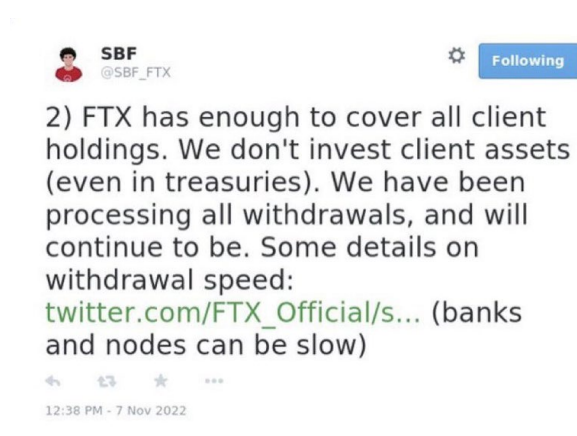 SBF
@SBF_FTX
Following
2) FTX has enough to cover all client
holdings. We don't invest client assets
(even in treasuries). We have been
processing all withdrawals, and will
continue to be. Some details on
withdrawal speed:
twitter.com/FTX_Official/s... (banks
and nodes can be slow)
12:38 PM - 7 Nov 2022